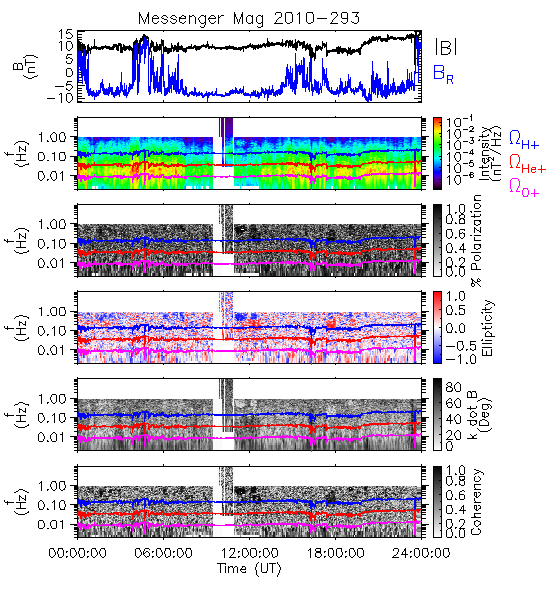 Messenger Mag 2010-293
15
10
5
0
-5
-10
B
(nT)
|B|
B_R
1.00
0.10
0.01
f
(Hz)
10^-1
10^-2
10^-3
10^-4
10^-5
10^-6
Intensity
(nT^2/Hz)
Ω_H+
Ω_He+
Ω_O+
1.00
0.10
0.01
f
(Hz)
1.0
0.8
0.6
0.4
0.2
0.0
% Polarization
1.00
0.10
0.01
f
(Hz)
1.0
0.5
0.0
-0.5
-1.0
Ellipticity
1.00
0.10
0.01
f
(Hz)
80
60
40
20
0
k dot B
(Deg)
1.00
0.10
0.01
f
(Hz)
1.0
0.8
0.6
0.4
0.2
0.0
Coherency
00:00:00 06:00:00 12:00:00 18:00:00 24:00:00
Time (UT)